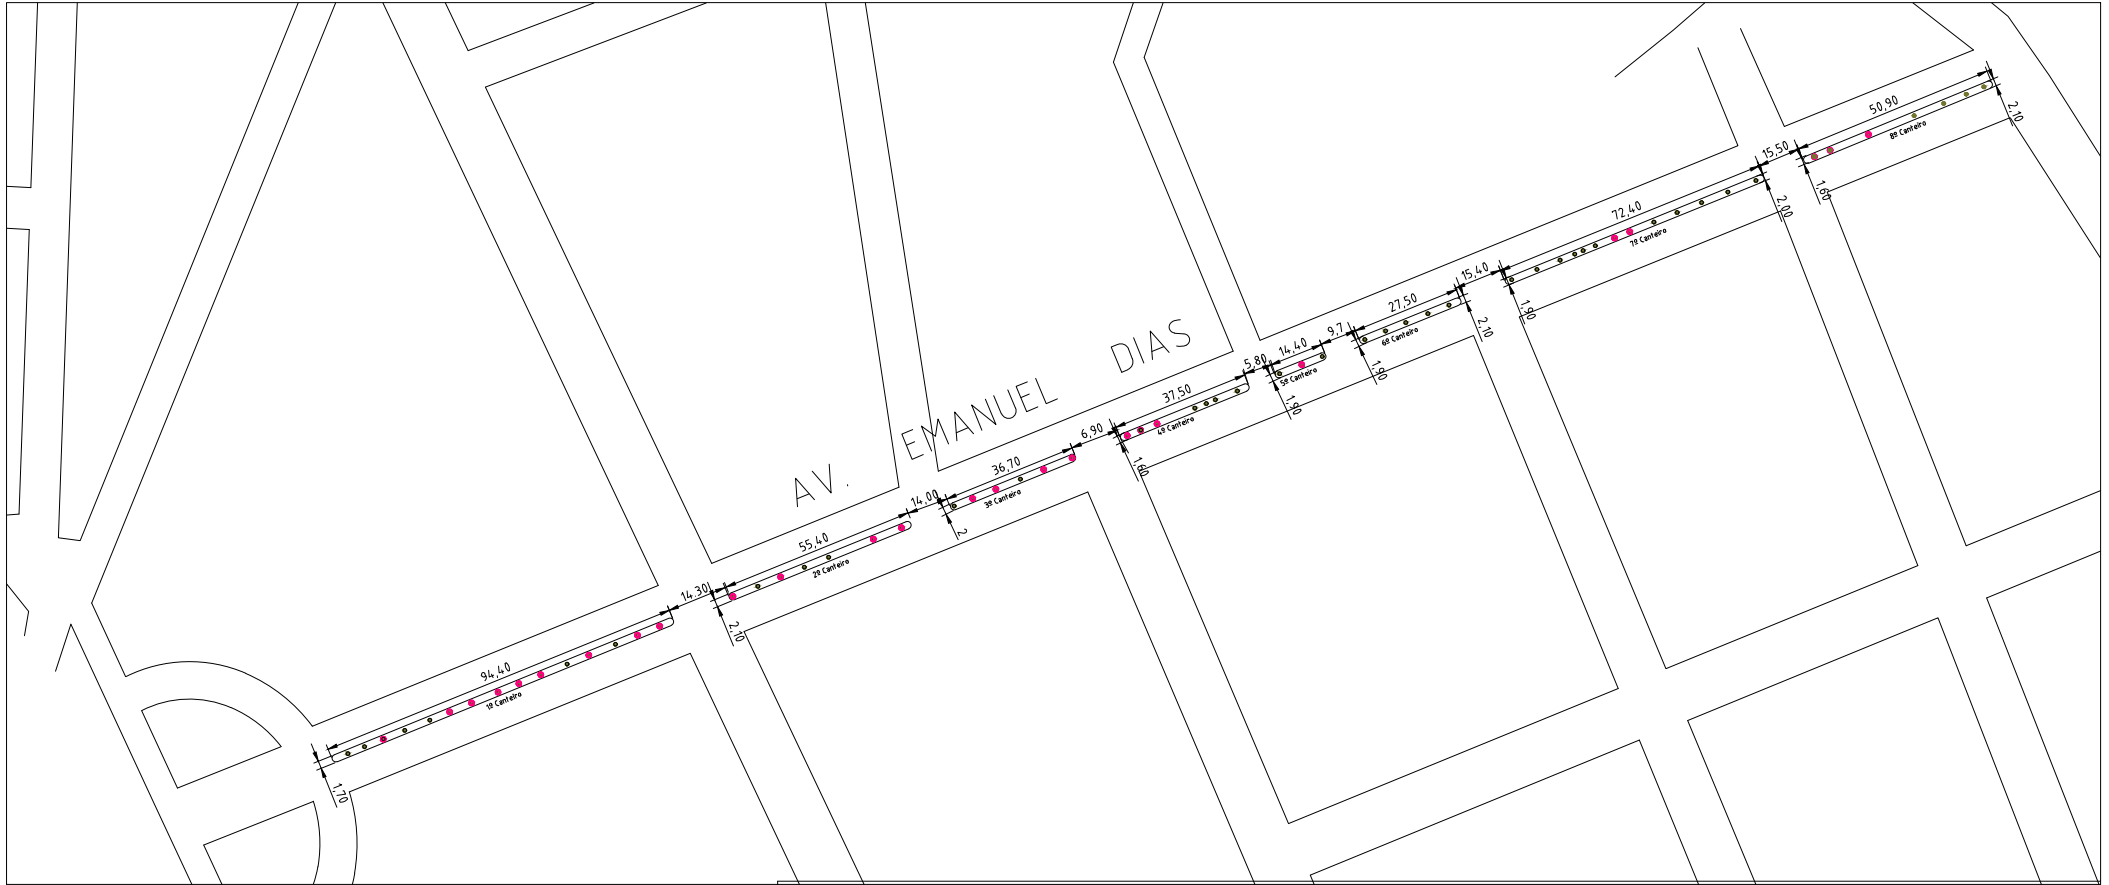 AV. EMANUEL DIAS
94,40
1º Canteiro
1,70
14.30
2,10
55,40
2º Canteiro
14,00
2
36,70
3º Canteiro
6,90
1,60
37,50
4º Canteiro
5,80
1,90
14,40
5º Canteiro
9,7
1,90
27,50
6º Canteiro
2,10
15,40
1,90
72,40
7º Canteiro
2,00
15,50
1,60
50,90
8º Canteiro
2,10